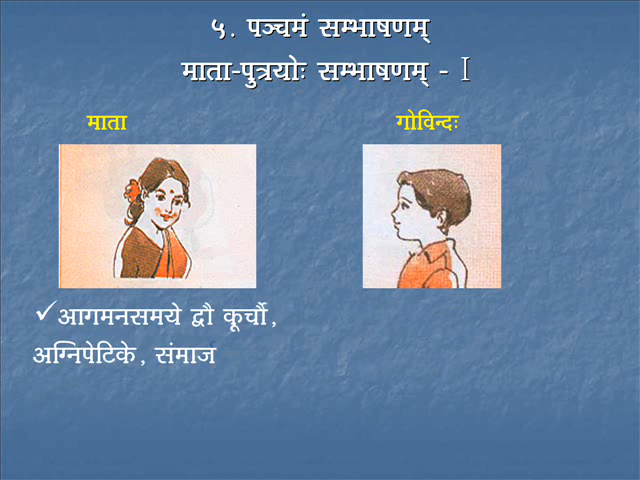 ५. पञ्चमं सम्भाषणम्
माता-पुत्रयोः सम्भाषणम् - I
माता गोविन्दः
✓आगमनसमये द्वौ कूर्चौ,
अग्निपेटिके, संमाज